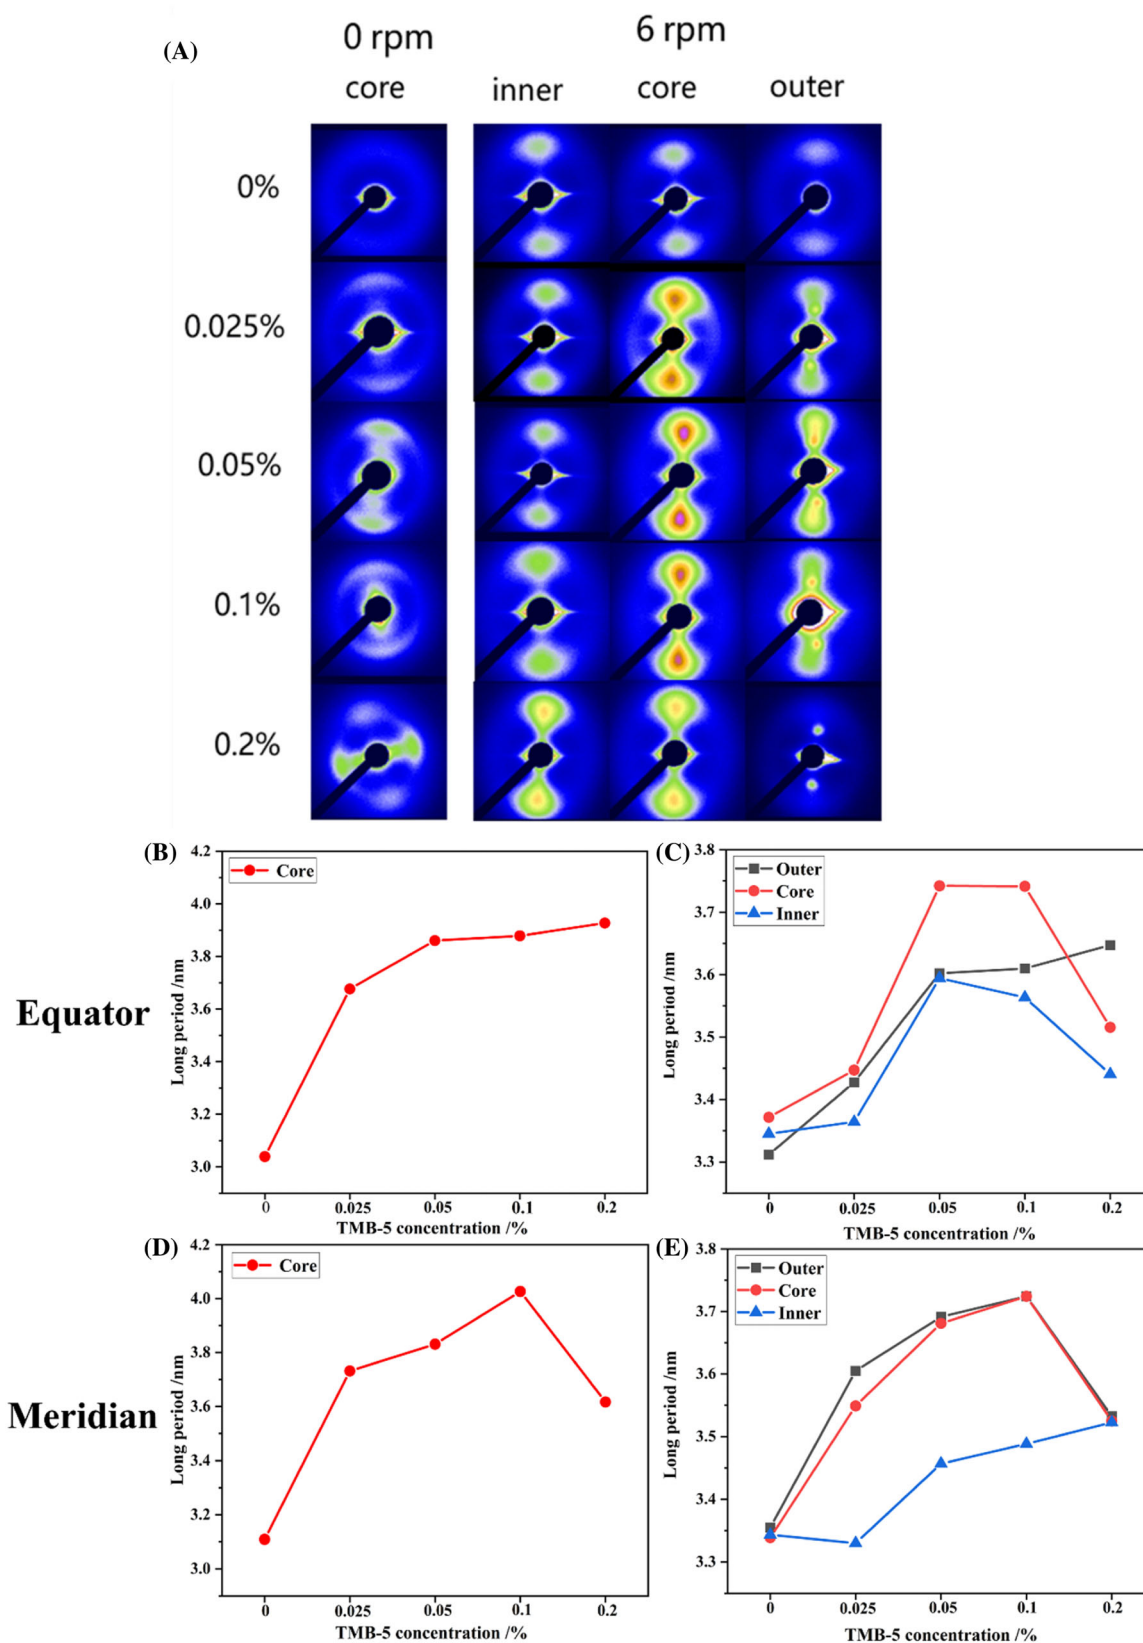 (A)
0 rpm
6 rpm
core
inner
core
outer
0%
0.025%
0.05%
0.1%
0.2%
(B)
4.2
4.0
3.8
3.6
3.4
3.2
3.0
Long period /nm
Core
0
0.025
0.05
0.1
0.2
TMB-5 concentration /%
(C)
3.8
3.7
3.6
3.5
3.4
3.3
Long period /nm
Outer
Core
Inner
0
0.025
0.05
0.1
0.2
TMB-5 concentration /%
Equator
(D)
4.2
4.0
3.8
3.6
3.4
3.2
3.0
Long period /nm
Core
0
0.025
0.05
0.1
0.2
TMB-5 concentration /%
(E)
3.8
3.7
3.6
3.5
3.4
3.3
Long period /nm
Outer
Core
Inner
0
0.025
0.05
0.1
0.2
TMB-5 concentration /%
Meridian